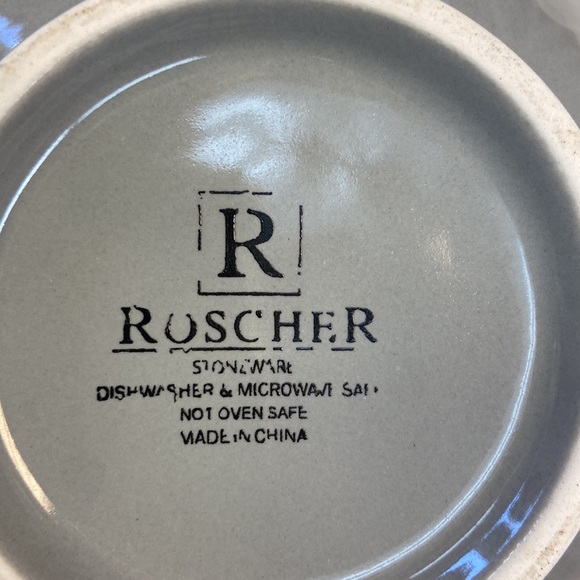 R
ROSCHER
STONEWARE
DISHWASHER & MICROWAVE SAFE
NOT OVEN SAFE
MADE IN CHINA